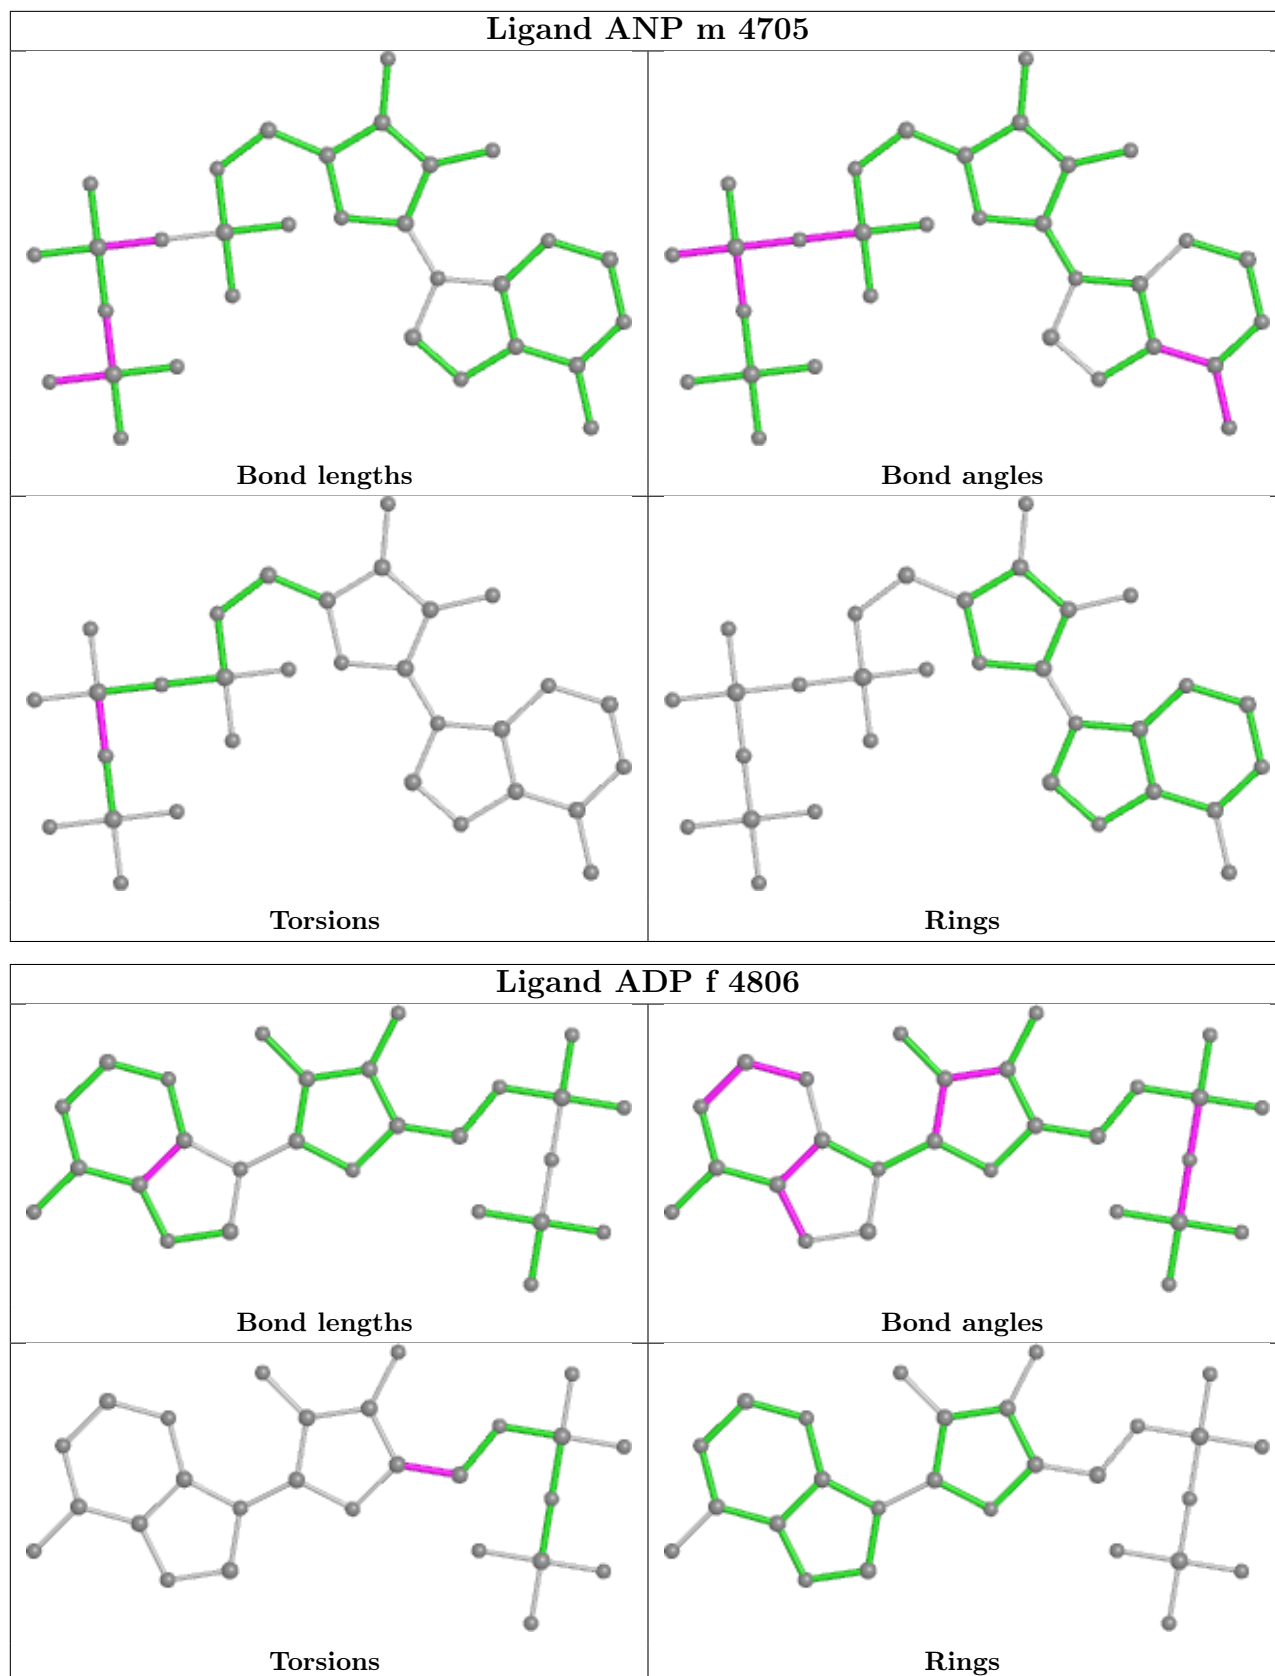 Ligand ANP m 4705
Bond lengths
Bond angles
Torsions
Rings
Ligand ADP f 4806
Bond lengths
Bond angles
Torsions
Rings